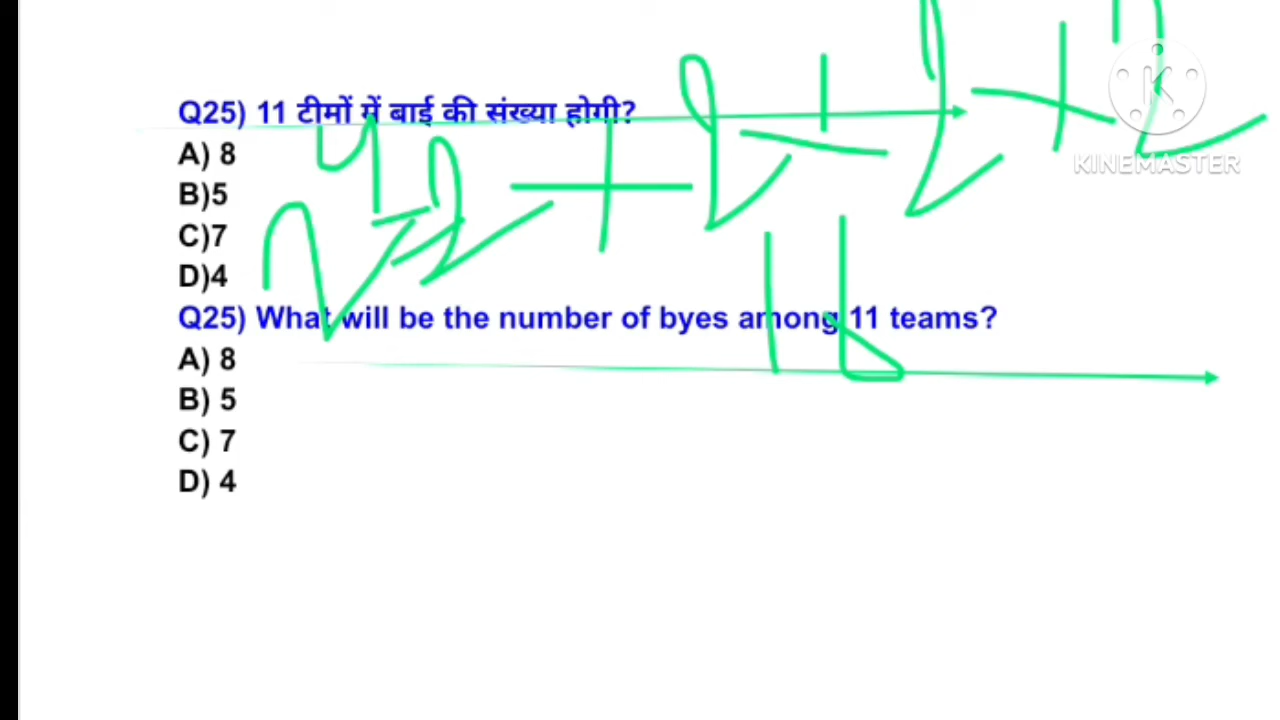 Q25) 11 टीमों में बाई की संख्या होगी?
A) 8
B)5
C)7
D)4
Q25) What will be the number of byes among 11 teams?
A) 8
B) 5
C) 7
D) 4
16
KINEMASTER